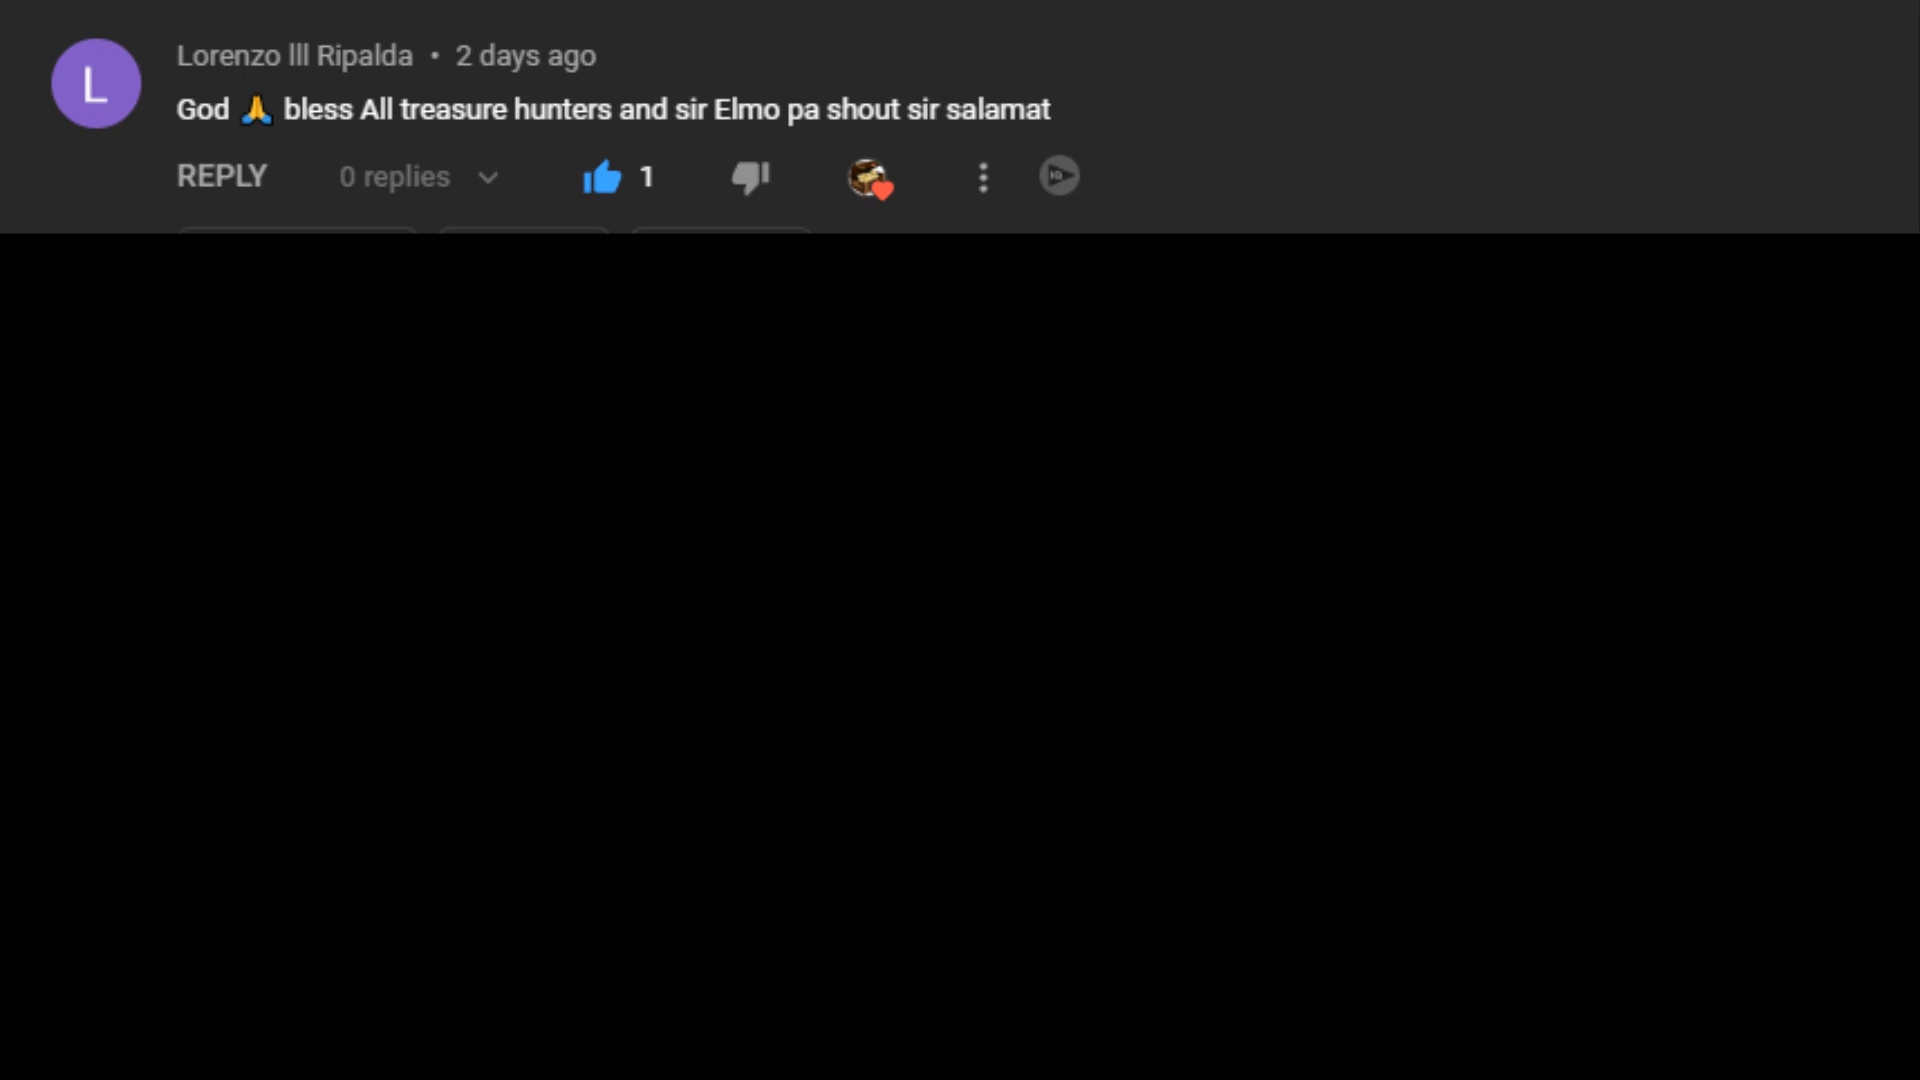 L
Lorenzo lll Ripalda • 2 days ago
God 🙏 bless All treasure hunters and sir Elmo pa shout sir salamat
REPLY 0 replies 1